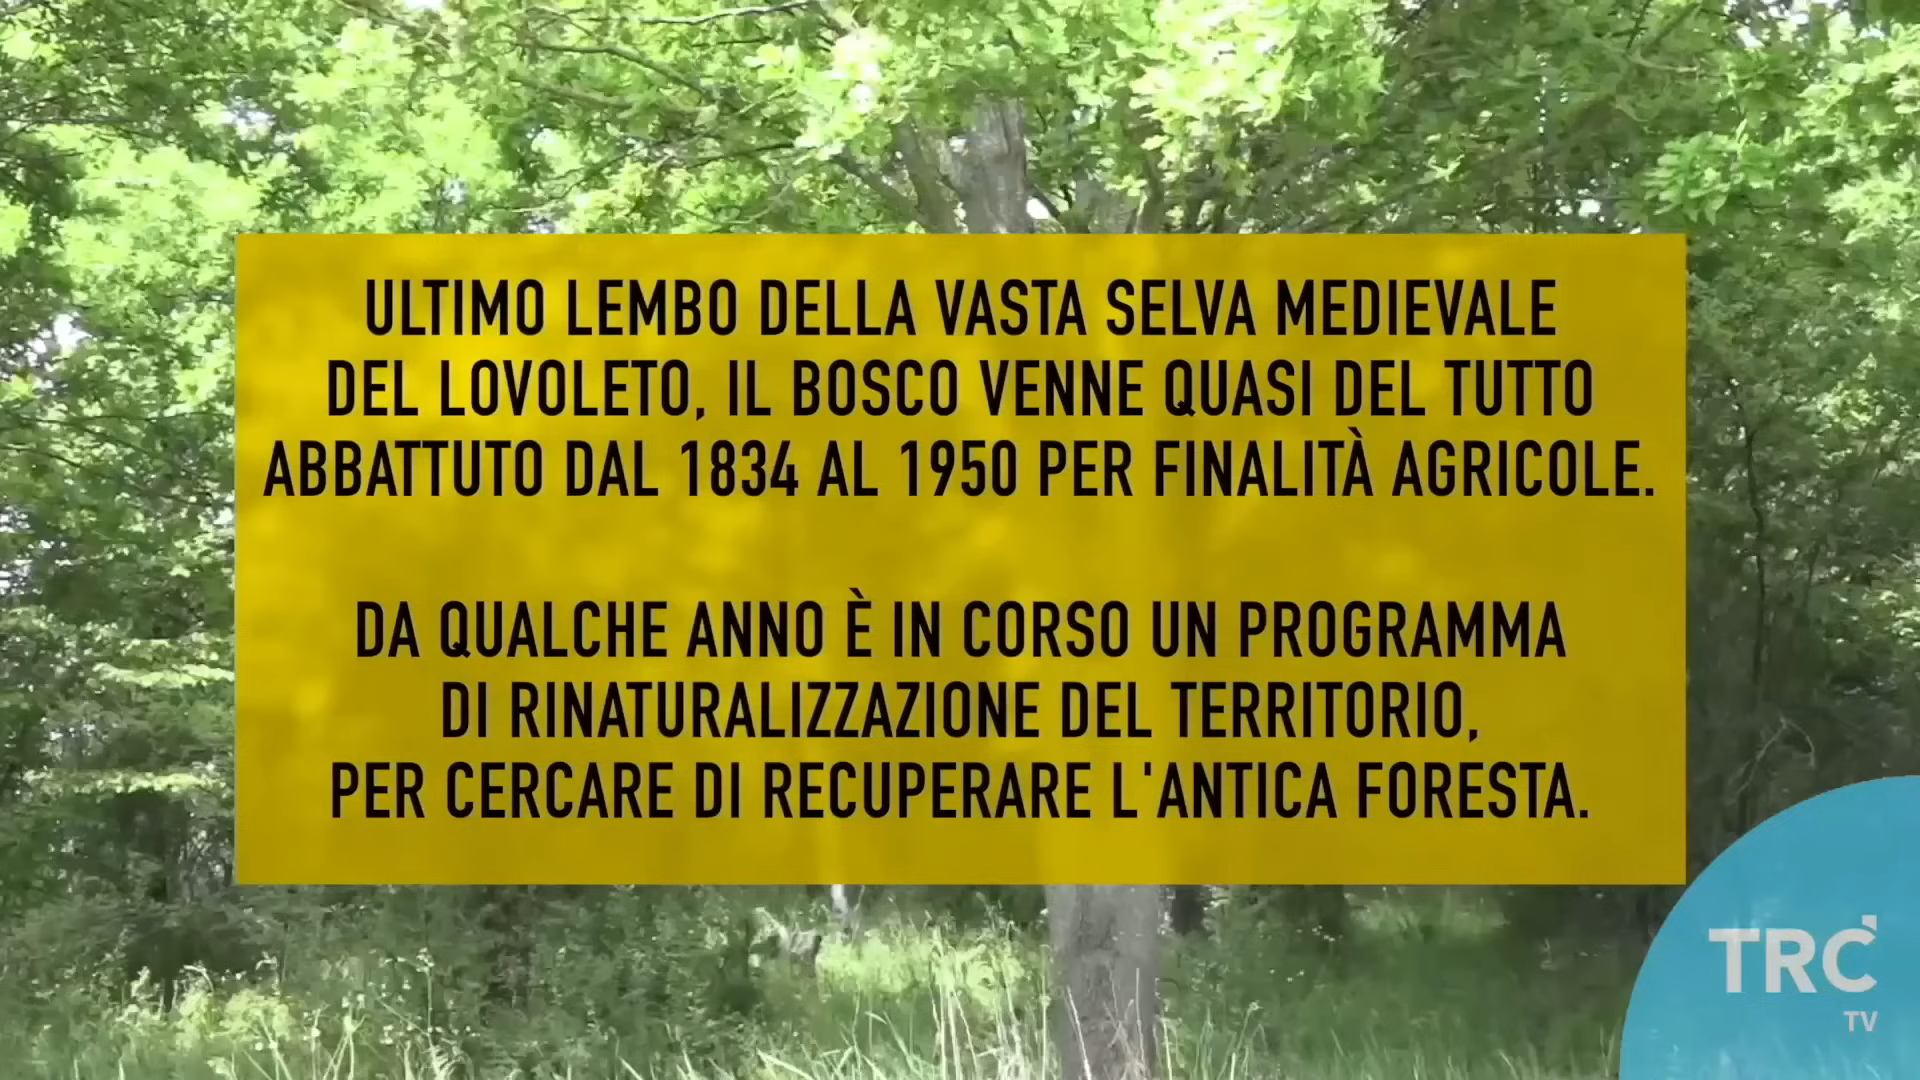 ULTIMO LEMBO DELLA VASTA SELVA MEDIEVALE
DEL LOVOLETO, IL BOSCO VENNE QUASI DEL TUTTO
ABBATTUTO DAL 1834 AL 1950 PER FINALITÀ AGRICOLE.
DA QUALCHE ANNO È IN CORSO UN PROGRAMMA
DI RINATURALIZZAZIONE DEL TERRITORIO,
PER CERCARE DI RECUPERARE L'ANTICA FORESTA.
TRC
TV